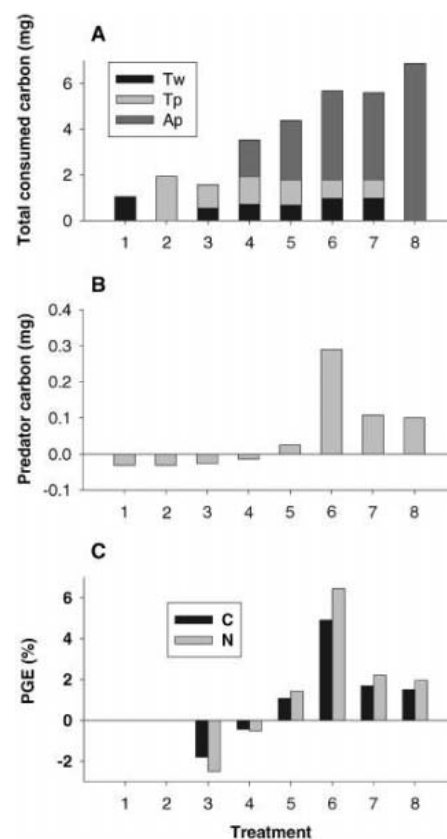 A
Total consumed carbon (mg)
6
4
2
0
Tw
Tp
Ap
1 2 3 4 5 6 7 8
B
Predator carbon (mg)
0.4
0.3
0.2
0.1
0.0
-0.1
1 2 3 4 5 6 7 8
C
PGE (%)
6
4
2
0
-2
C
N
1 2 3 4 5 6 7 8
Treatment